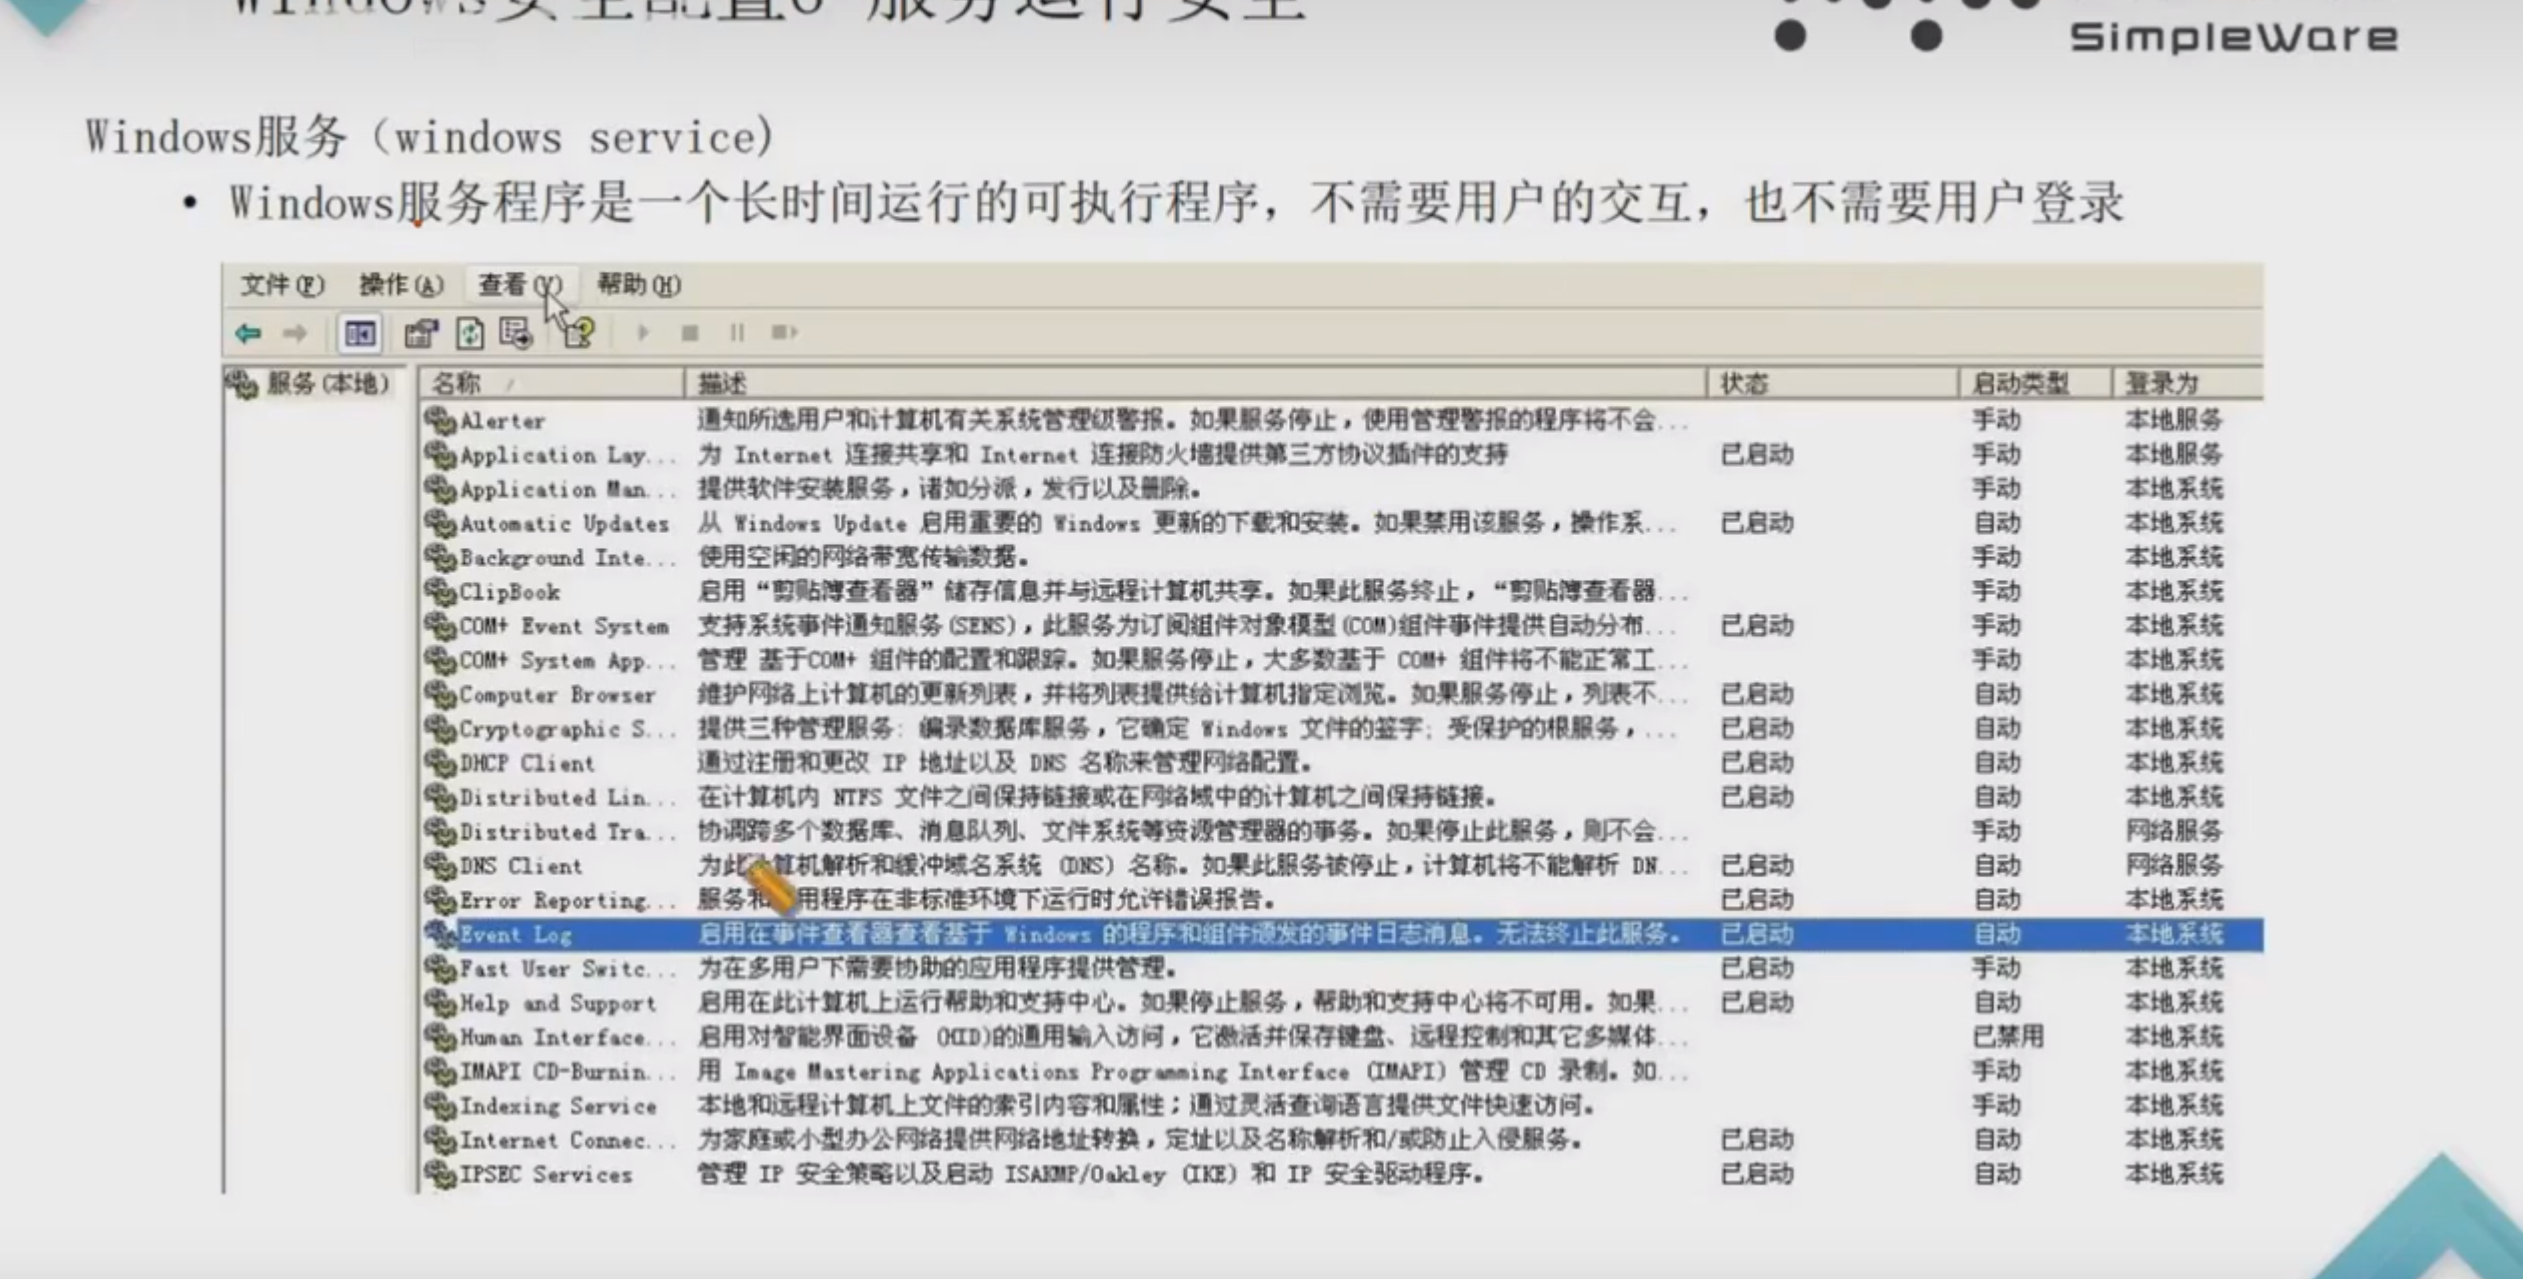 Windows安全配置6-服务运行安全
SimpleWare
Windows服务（windows service)
• Windows服务程序是一个长时间运行的可执行程序，不需要用户的交互，也不需要用户登录
文件(F) 操作(A) 查看(V) 帮助(H)
服务(本地) 名称 描述 状态 启动类型 登录为
Alerter 通知所选用户和计算机有关系统管理级警报。如果服务停止，使用管理警报的程序将不会... 手动 本地服务
Application Lay... 为 Internet 连接共享和 Internet 连接防火墙提供第三方协议插件的支持 已启动 手动 本地服务
Application Man... 提供软件安装服务，诸如分派，发行以及删除。 手动 本地系统
Automatic Updates 从 Windows Update 启用重要的 Windows 更新的下载和安装。如果禁用该服务，操作系... 已启动 自动 本地系统
Background Inte... 使用空闲的网络带宽传输数据。 手动 本地系统
ClipBook 启用“剪贴簿查看器”储存信息并与远程计算机共享。如果此服务终止，“剪贴簿查看器... 手动 本地系统
COM+ Event System 支持系统事件通知服务(SENS)，此服务为订阅组件对象模型(COM)组件事件提供自动分布... 已启动 手动 本地系统
COM+ System App... 管理 基于COM+ 组件的配置和跟踪。如果服务停止，大多数基于 COM+ 组件将不能正常工... 手动 本地系统
Computer Browser 维护网络上计算机的更新列表，并将列表提供给计算机指定浏览。如果服务停止，列表不... 已启动 自动 本地系统
Cryptographic S... 提供三种管理服务: 编录数据库服务，它确定 Windows 文件的签字; 受保护的根服务，... 已启动 自动 本地系统
DHCP Client 通过注册和更改 IP 地址以及 DNS 名称来管理网络配置。 已启动 自动 本地系统
Distributed Lin... 在计算机内 NTFS 文件之间保持链接或在网络域中的计算机之间保持链接。 已启动 自动 本地系统
Distributed Tra... 协调跨多个数据库、消息队列、文件系统等资源管理器的事务。如果停止此服务，则不会... 手动 网络服务
DNS Client 为此计算机解析和缓冲域名系统 (DNS) 名称。如果此服务被停止，计算机将不能解析 DN... 已启动 自动 网络服务
Error Reporting... 服务和应用程序在非标准环境下运行时允许错误报告。 已启动 自动 本地系统
Event Log 启用在事件查看器查看基于 Windows 的程序和组件颁发的事件日志消息。无法终止此服务。 已启动 自动 本地系统
Fast User Switc... 为在多用户下需要协助的应用程序提供管理。 已启动 手动 本地系统
Help and Support 启用在此计算机上运行帮助和支持中心。如果停止服务，帮助和支持中心将不可用。如果... 已启动 自动 本地系统
Human Interface... 启用对智能界面设备 (HID)的通用输入访问，它激活并保存键盘、远程控制和其它多媒体... 已禁用 本地系统
IMAPI CD-Burnin... 用 Image Mastering Applications Programming Interface (IMAPI) 管理 CD 录制。如... 手动 本地系统
Indexing Service 本地和远程计算机上文件的索引内容和属性；通过灵活查询语言提供文件快速访问。 手动 本地系统
Internet Connec... 为家庭或小型办公网络提供网络地址转换，定址以及名称解析和/或防止入侵服务。 已启动 自动 本地系统
IPSEC Services 管理 IP 安全策略以及启动 ISAKMP/Oakley (IKE) 和 IP 安全驱动程序。 已启动 自动 本地系统